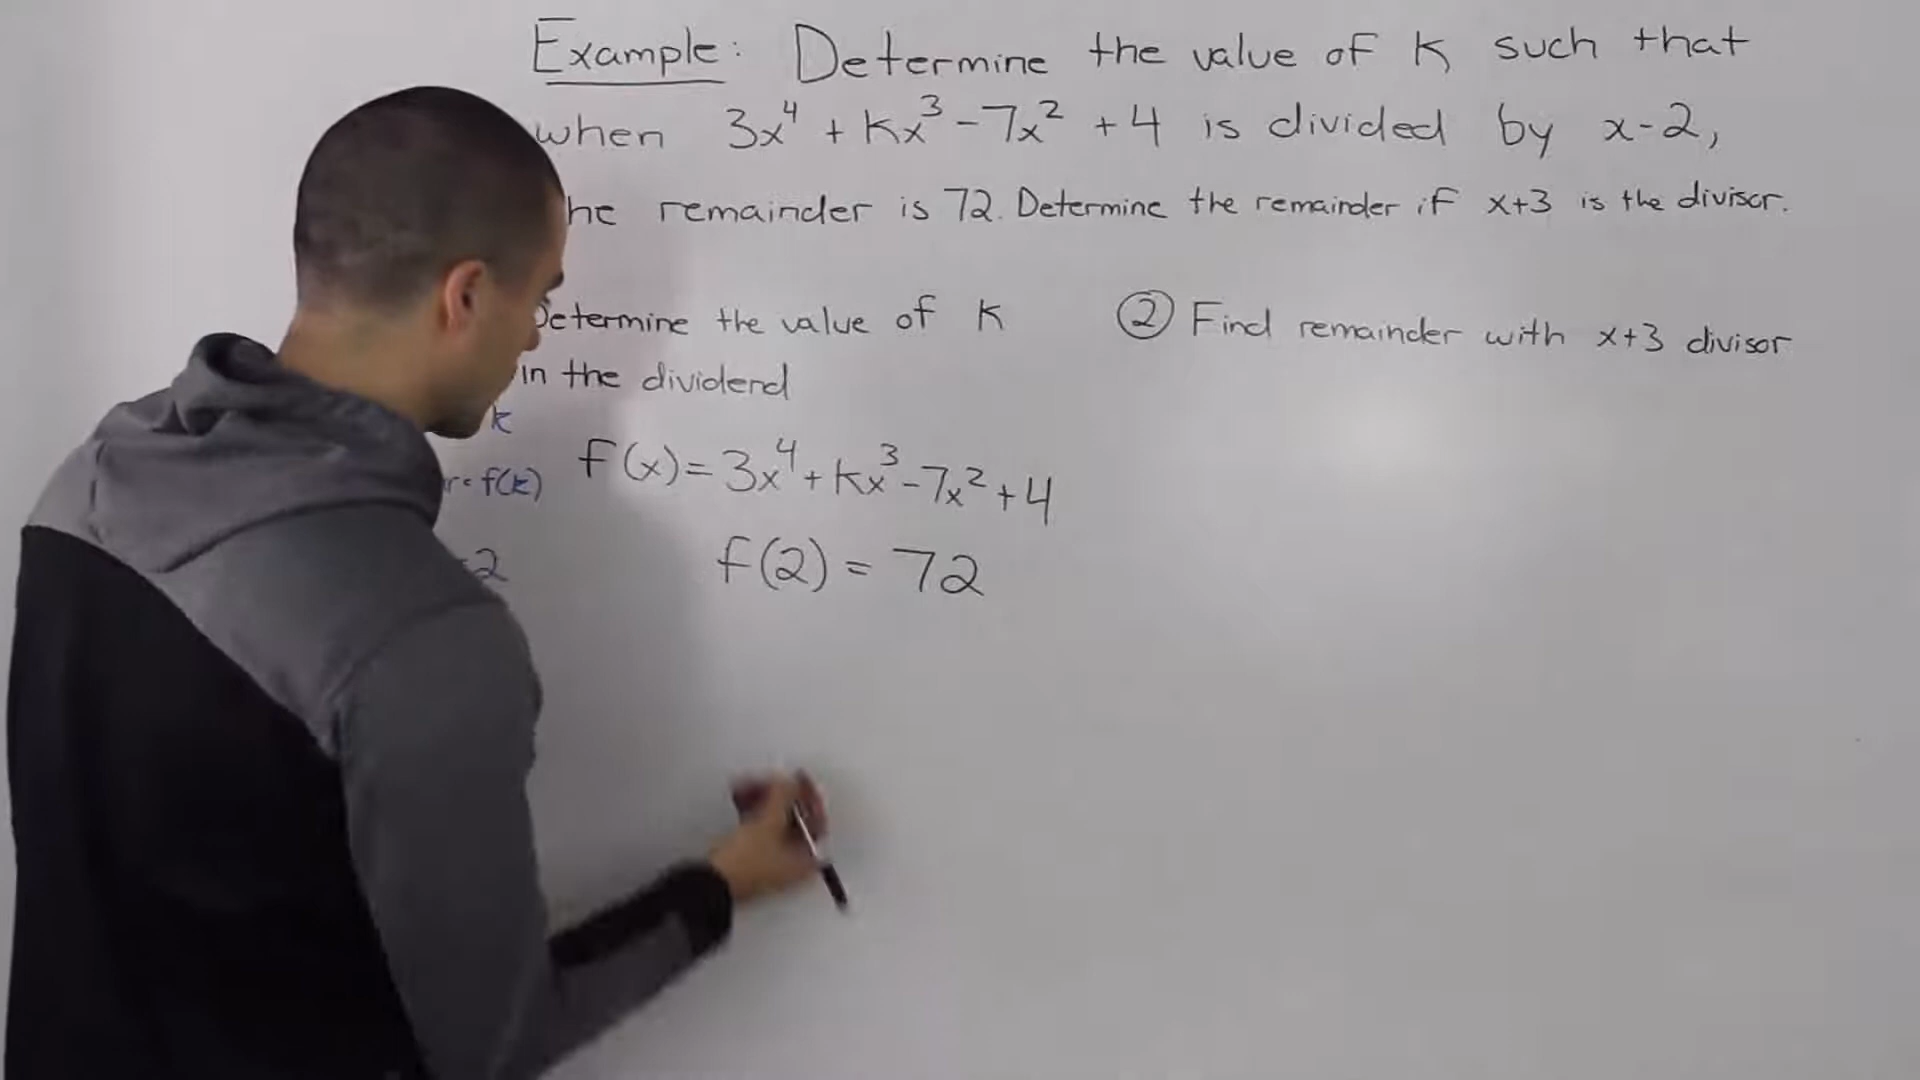 Example: Determine the value of K such that
when 3x⁴ + Kx³ - 7x² + 4 is divided by x-2,
he remainder is 72. Determine the remainder if x+3 is the divisor.
Determine the value of K
in the dividend
② Find remainder with x+3 divisor
k
r = f(k)
f(x) = 3x⁴ + Kx³ - 7x² + 4
2
f(2) = 72